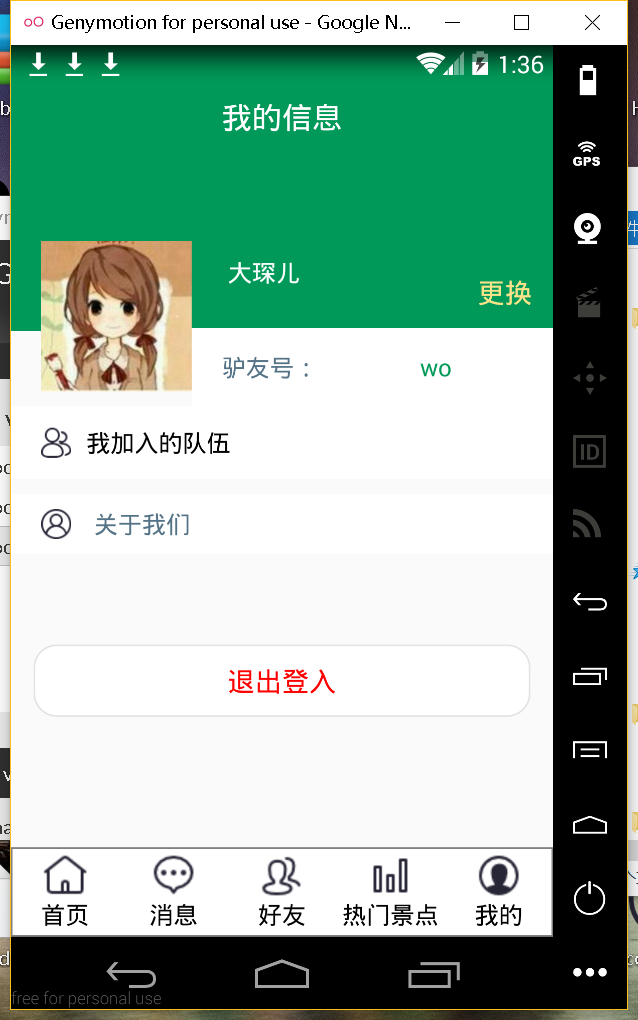 Genymotion for personal use - Google N...
1:36
我的信息
GPS
大琛儿
更换
驴友号：
wo
我加入的队伍
ID
关于我们
退出登入
首页
消息
好友
热门景点
我的
free for personal use